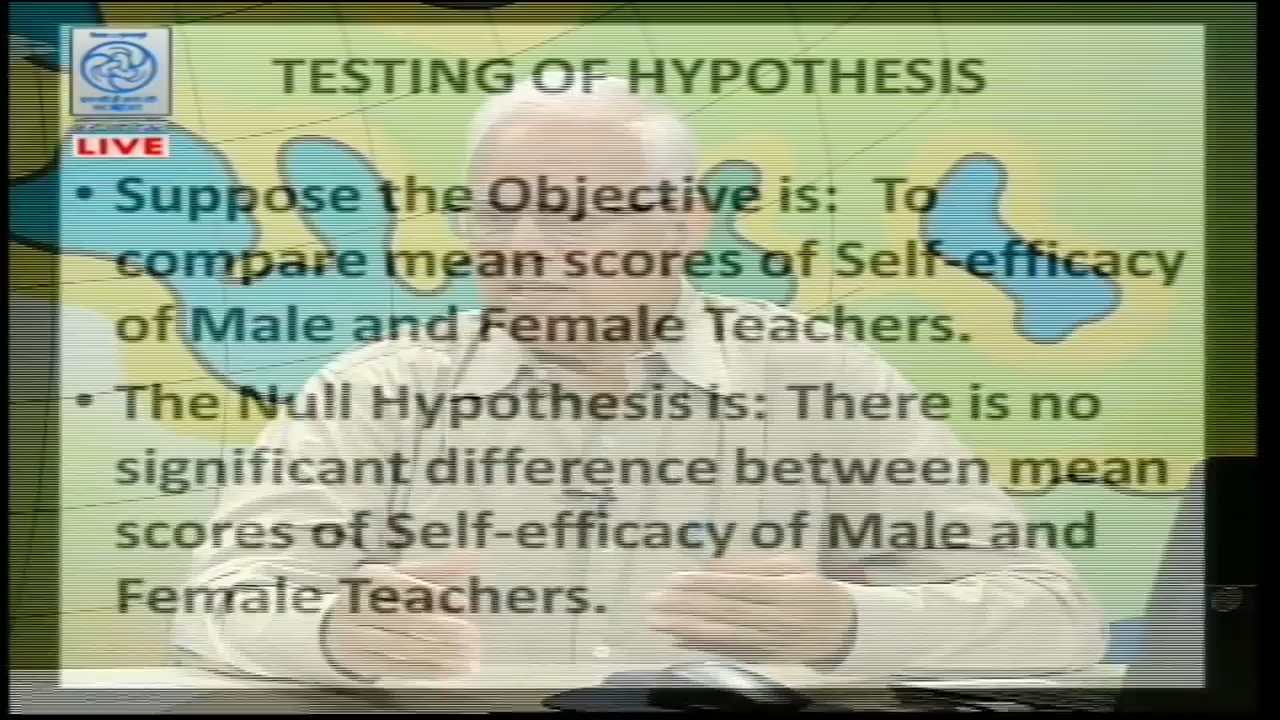 TESTING OF HYPOTHESIS
LIVE
• Suppose the Objective is: To
compare mean scores of Self-efficacy
of Male and Female Teachers.
• The Null Hypothesis is: There is no
significant difference between mean
scores of Self-efficacy of Male and
Female Teachers.